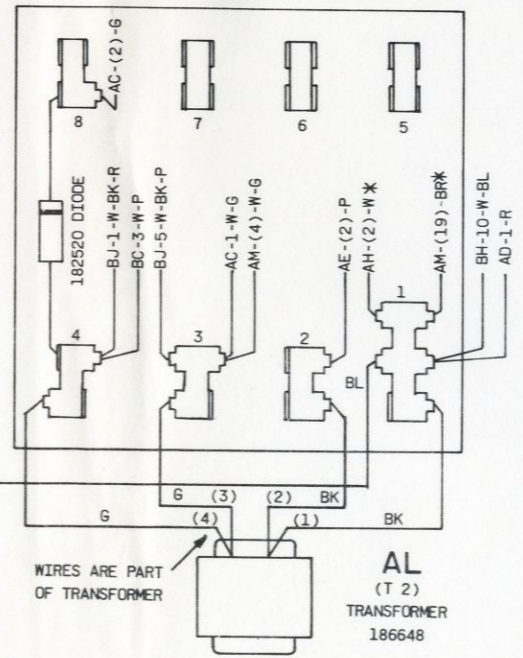 8
7
6
5
AC-(2)-G
182520 DIODE
BJ-1-W-BK-R
BC-3-W-P
BJ-5-W-BK-P
AC-1-W-G
AM-(4)-W-G
AE-(2)-P
AH-(2)-W*
AM-(19)-BR*
BH-10-W-BL
AD-1-R
4
3
2
1
BL
G (3) (2) BK
G (4) (1) BK
WIRES ARE PART
OF TRANSFORMER
AL
(T 2)
TRANSFORMER
186648